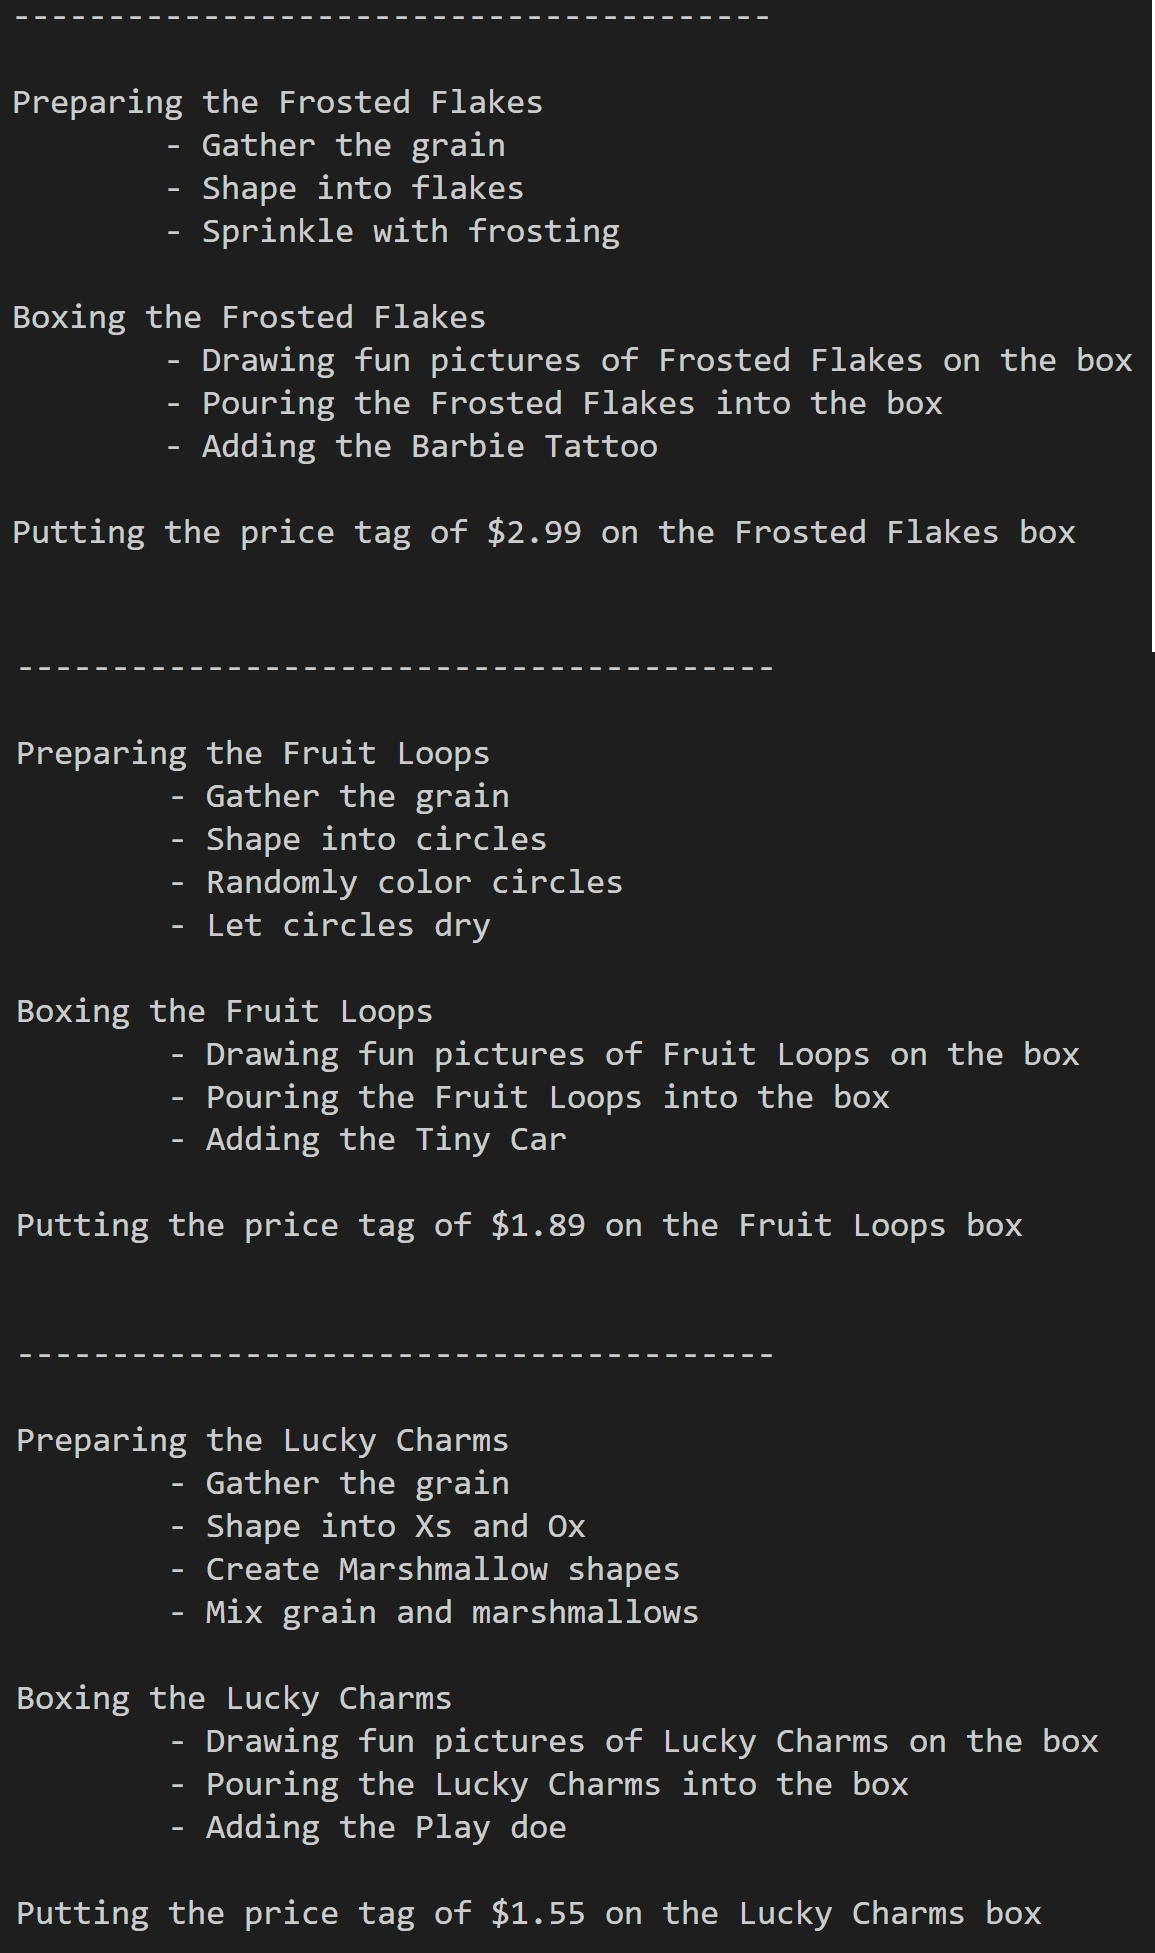 ----------------------------------------
Preparing the Frosted Flakes
- Gather the grain
- Shape into flakes
- Sprinkle with frosting
Boxing the Frosted Flakes
- Drawing fun pictures of Frosted Flakes on the box
- Pouring the Frosted Flakes into the box
- Adding the Barbie Tattoo
Putting the price tag of $2.99 on the Frosted Flakes box
----------------------------------------
Preparing the Fruit Loops
- Gather the grain
- Shape into circles
- Randomly color circles
- Let circles dry
Boxing the Fruit Loops
- Drawing fun pictures of Fruit Loops on the box
- Pouring the Fruit Loops into the box
- Adding the Tiny Car
Putting the price tag of $1.89 on the Fruit Loops box
----------------------------------------
Preparing the Lucky Charms
- Gather the grain
- Shape into Xs and Ox
- Create Marshmallow shapes
- Mix grain and marshmallows
Boxing the Lucky Charms
- Drawing fun pictures of Lucky Charms on the box
- Pouring the Lucky Charms into the box
- Adding the Play doe
Putting the price tag of $1.55 on the Lucky Charms box